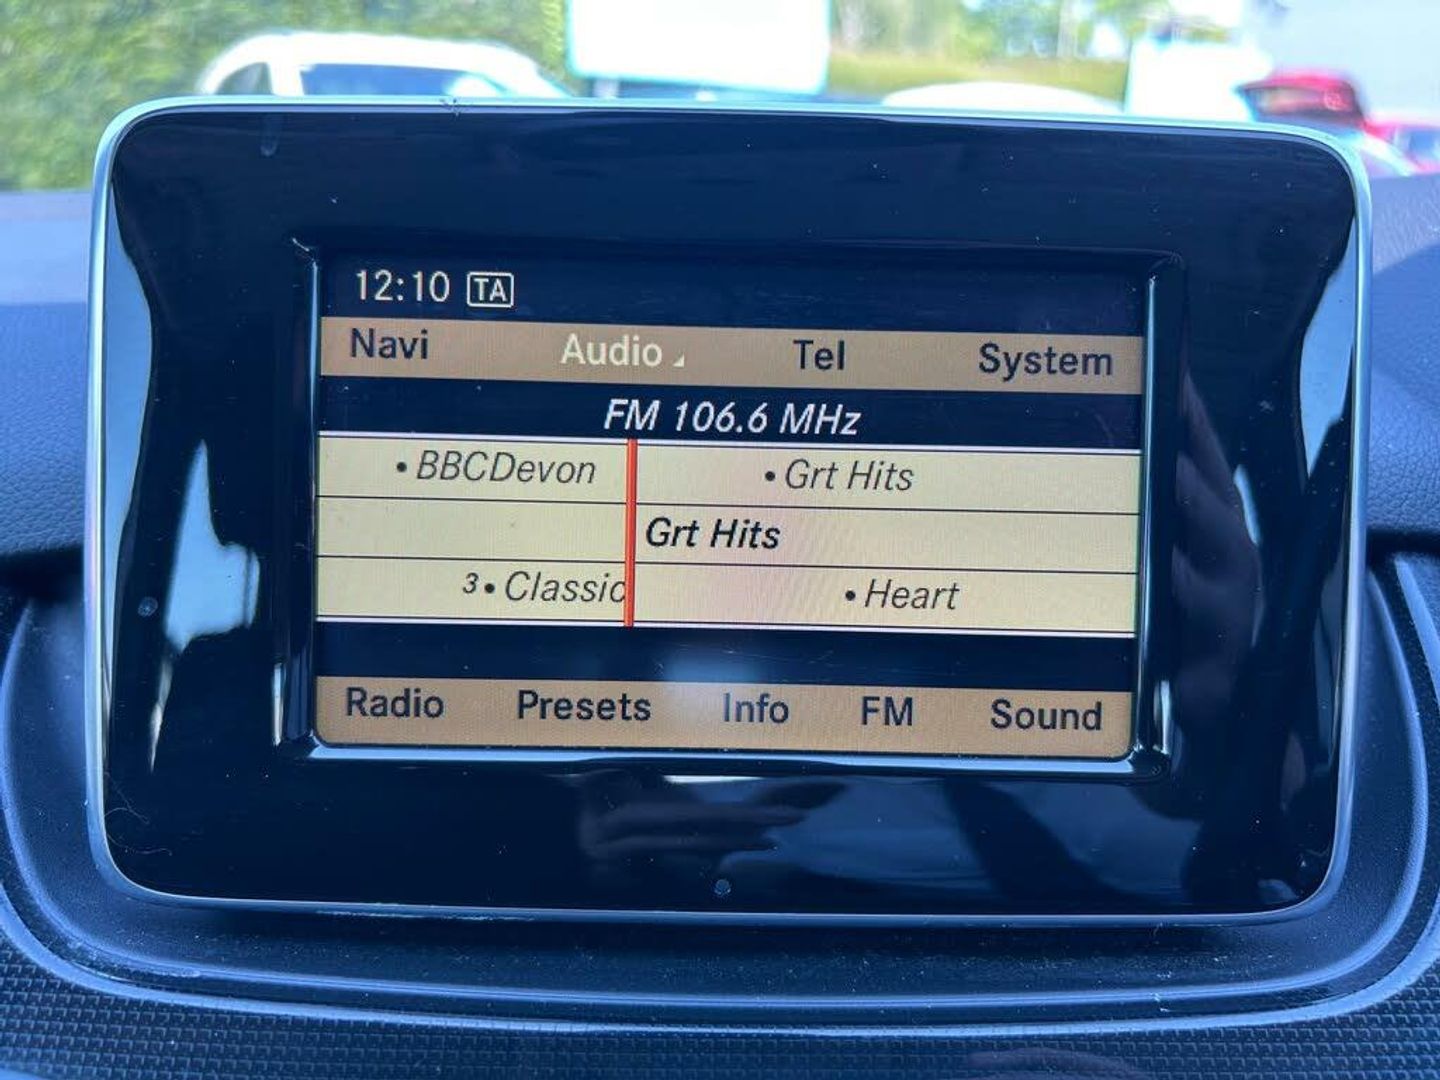 12:10 TA
Navi Audio Tel System
FM 106.6 MHz
•BBCDevon •Grt Hits
Grt Hits
3•Classic •Heart
Radio Presets Info FM Sound